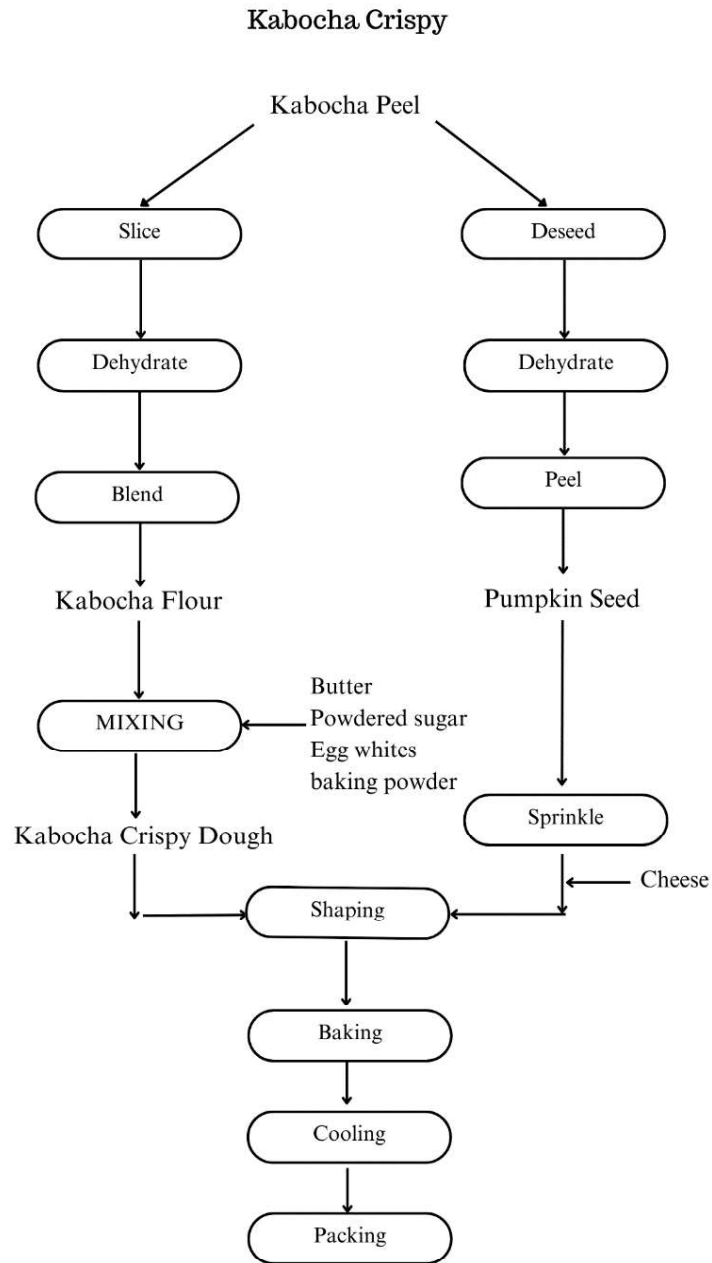 Kabocha Crispy
Kabocha Peel
Slice
Deseed
Dehydrate
Dehydrate
Blend
Peel
Kabocha Flour
Pumpkin Seed
MIXING
Butter
Powdered sugar
Egg whites
baking powder
Sprinkle
Kabocha Crispy Dough
Cheese
Shaping
Baking
Cooling
Packing